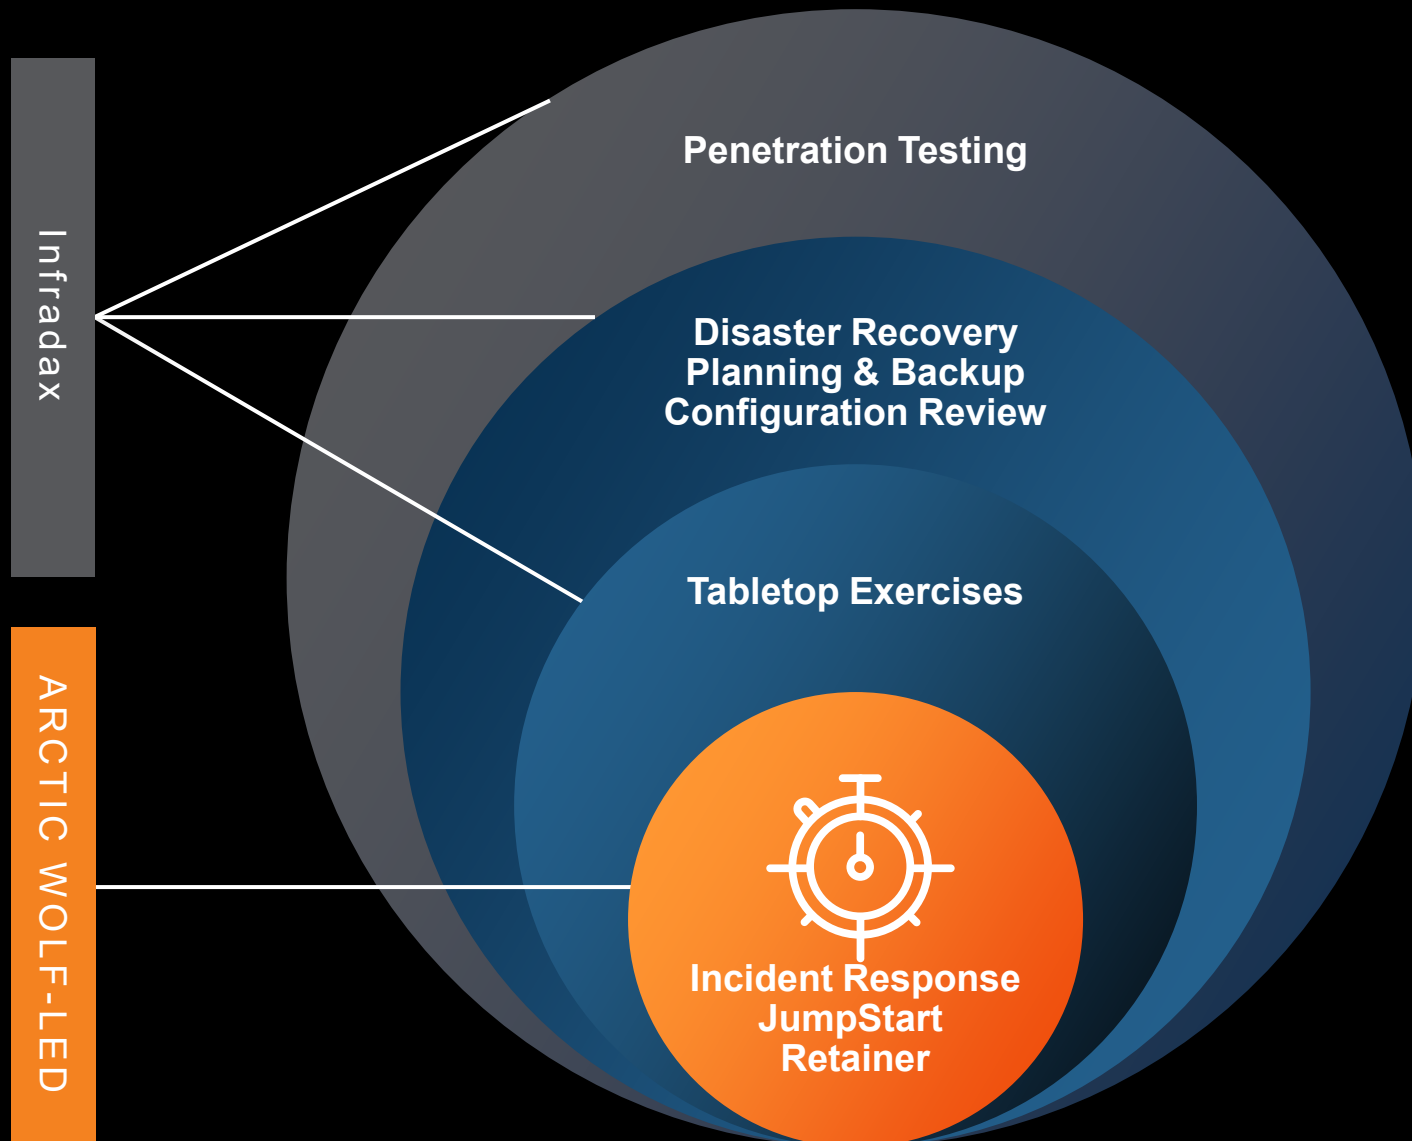 Infradax
Penetration Testing
Disaster Recovery
Planning & Backup
Configuration Review
Tabletop Exercises
ARCTIC WOLF-LED
Incident Response
JumpStart
Retainer